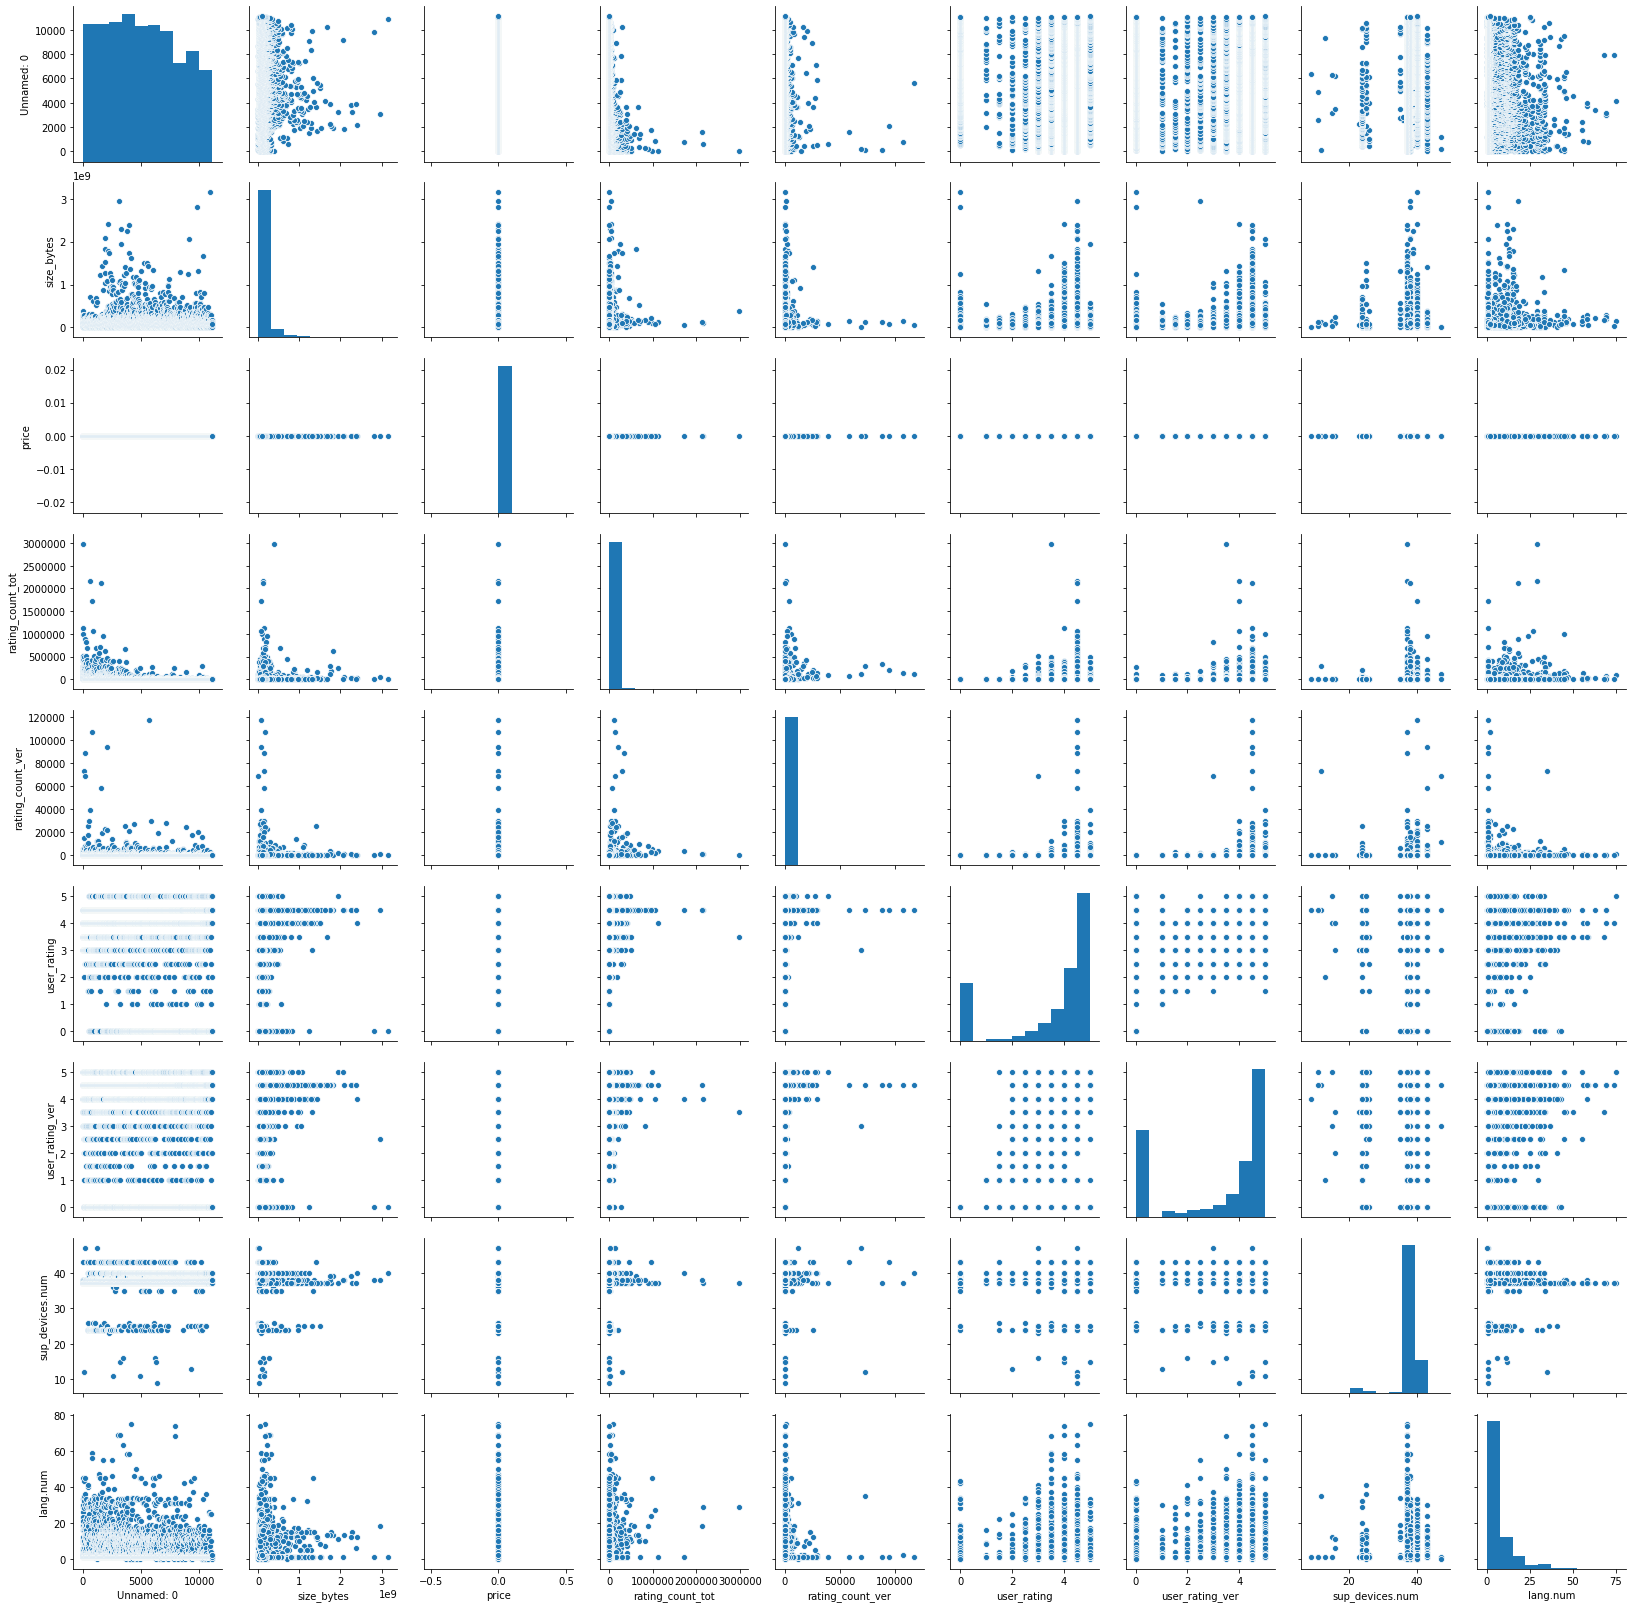 10000
8000
6000
4000
2000
0
Unnamed: 0
1e9
3
2
1
0
size_bytes
0.02
0.01
0.00
−0.01
−0.02
price
3000000
2500000
2000000
1500000
1000000
500000
0
rating_count_tot
120000
100000
80000
60000
40000
20000
0
rating_count_ver
5
4
3
2
1
0
user_rating
5
4
3
2
1
0
user_rating_ver
40
30
20
10
sup_devices.num
80
60
40
20
0
lang.num
0 5000 10000
Unnamed: 0
0 1 2 3
1e9
size_bytes
−0.5 0.0 0.5
price
0 1000000 2000000 3000000
rating_count_tot
0 50000 100000
rating_count_ver
0 2 4
user_rating
0 2 4
user_rating_ver
20 40
sup_devices.num
0 25 50 75
lang.num